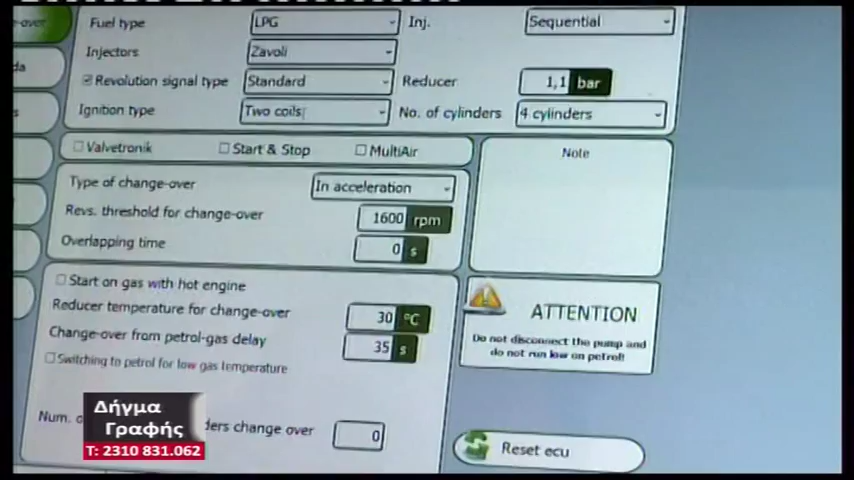 -over
Fuel type LPG Inj. Sequential
Injectors Zavoli
da
Revolution signal type Standard Reducer 1,1 bar
Ignition type Two coils No. of cylinders 4 cylinders
Valvetronik Start & Stop MultiAir
Note
Type of change-over In acceleration
Revs. threshold for change-over 1600 rpm
Overlapping time 0 s
Start on gas with hot engine
Reducer temperature for change-over 30 °C
Change-over from petrol-gas delay 35 s
Switching to petrol for low gas temperature
ATTENTION
Do not disconnect the pump and
do not run low on petrol!
Num. ders change over 0
Reset ecu
Δήγμα
Γραφής
T: 2310 831.062